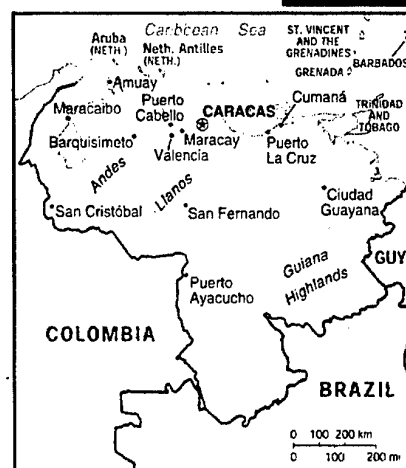 Caribbean Sea
Aruba
(NETH.)
Neth. Antilles
(NETH.)
ST. VINCENT
AND THE
GRENADINES
BARBADOS
GRENADA
Amuay
Puerto
Cabello
CARACAS
Cumaná
Maracaibo
TRINIDAD
AND
TOBAGO
Barquisimeto
Maracay
Valencia
Puerto
La Cruz
Andes
Llanos
San Cristóbal
San Fernando
Ciudad
Guayana
GUY
Puerto
Ayacucho
Guiana
Highlands
COLOMBIA
BRAZIL
0 100 200 km
0 100 200 m